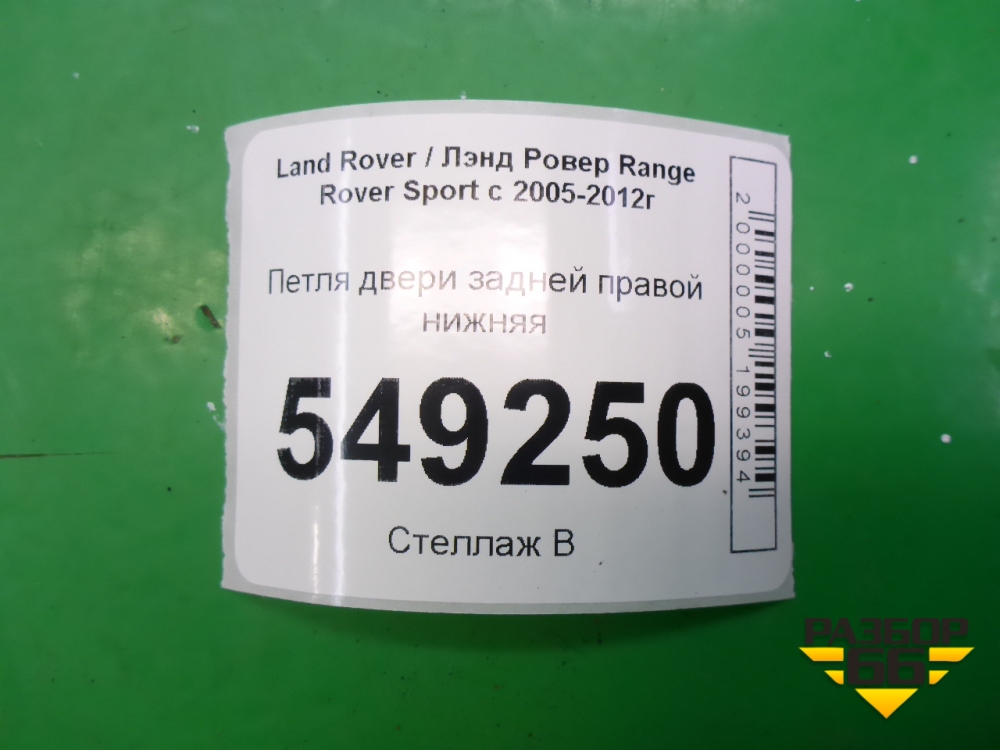 Land Rover / Лэнд Ровер Range
Rover Sport с 2005-2012г
Петля двери задней правой
нижняя
549250
Стеллаж В
2000005199394
РАЗБОР
66